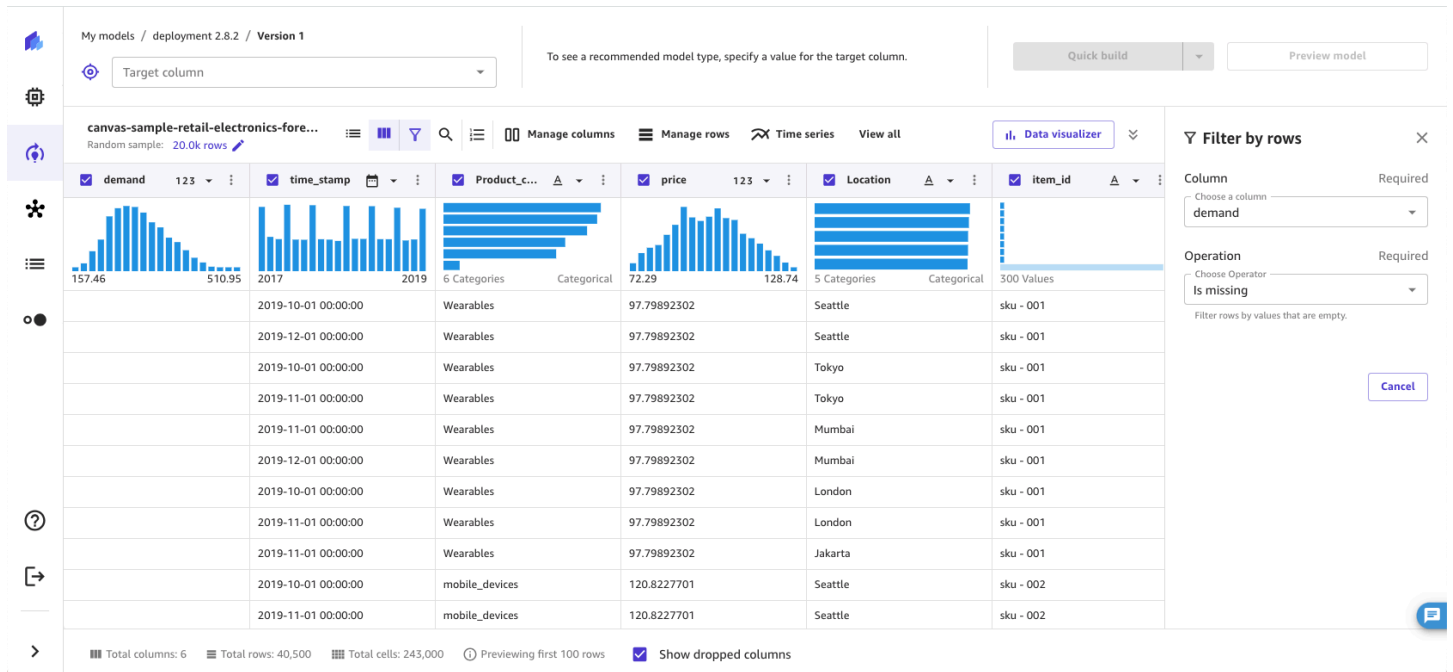 My models / deployment 2.8.2 / Version 1
Target column
To see a recommended model type, specify a value for the target column.
Quick build
Preview model
canvas-sample-retail-electronics-fore...
Random sample: 20.0k rows
Manage columns
Manage rows
Time series
View all
Data visualizer
demand 123 time_stamp Product_c... A price 123 Location A item_id A
157.46 510.95 2017 2019 6 Categories Categorical 72.29 128.74 5 Categories Categorical 300 Values
2019-10-01 00:00:00 Wearables 97.79892302 Seattle sku - 001
2019-12-01 00:00:00 Wearables 97.79892302 Seattle sku - 001
2019-10-01 00:00:00 Wearables 97.79892302 Tokyo sku - 001
2019-11-01 00:00:00 Wearables 97.79892302 Tokyo sku - 001
2019-11-01 00:00:00 Wearables 97.79892302 Mumbai sku - 001
2019-12-01 00:00:00 Wearables 97.79892302 Mumbai sku - 001
2019-10-01 00:00:00 Wearables 97.79892302 London sku - 001
2019-11-01 00:00:00 Wearables 97.79892302 London sku - 001
2019-11-01 00:00:00 Wearables 97.79892302 Jakarta sku - 001
2019-10-01 00:00:00 mobile_devices 120.8227701 Seattle sku - 002
2019-11-01 00:00:00 mobile_devices 120.8227701 Seattle sku - 002
Total columns: 6 Total rows: 40,500 Total cells: 243,000 Previewing first 100 rows Show dropped columns
Filter by rows
Column Required
Choose a column
demand
Operation Required
Choose Operator
Is missing
Filter rows by values that are empty.
Cancel